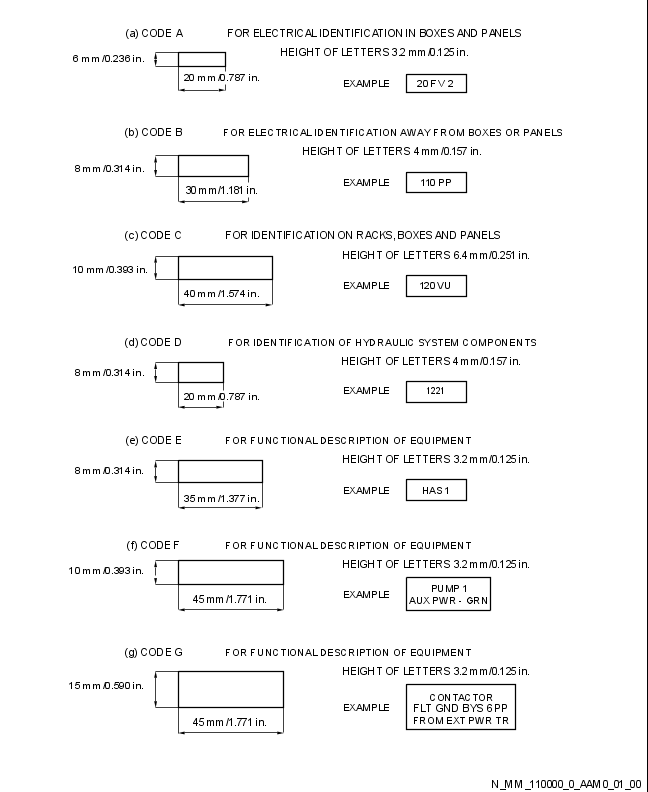 (a) CODE A FOR ELECTRICAL IDENTIFICATION IN BOXES AND PANELS
HEIGHT OF LETTERS 3.2 mm/0.125 in.
6 mm/0.236 in.
20 mm/0.787 in.
EXAMPLE 20 FV 2
(b) CODE B FOR ELECTRICAL IDENTIFICATION AWAY FROM BOXES OR PANELS
HEIGHT OF LETTERS 4 mm/0.157 in.
8 mm/0.314 in.
30 mm/1.181 in.
EXAMPLE 110 PP
(c) CODE C FOR IDENTIFICATION ON RACKS, BOXES AND PANELS
HEIGHT OF LETTERS 6.4 mm/0.251 in.
10 mm/0.393 in.
40 mm/1.574 in.
EXAMPLE 120 VU
(d) CODE D FOR IDENTIFICATION OF HYDRAULIC SYSTEM COMPONENTS
HEIGHT OF LETTERS 4 mm/0.157 in.
8 mm/0.314 in.
20 mm/0.787 in.
EXAMPLE 1221
(e) CODE E FOR FUNCTIONAL DESCRIPTION OF EQUIPMENT
HEIGHT OF LETTERS 3.2 mm/0.125 in.
8 mm/0.314 in.
35 mm/1.377 in.
EXAMPLE HAS 1
(f) CODE F FOR FUNCTIONAL DESCRIPTION OF EQUIPMENT
HEIGHT OF LETTERS 3.2 mm/0.125 in.
10 mm/0.393 in.
45 mm/1.771 in.
EXAMPLE
PUMP 1
AUX PWR - GRN
(g) CODE G FOR FUNCTIONAL DESCRIPTION OF EQUIPMENT
HEIGHT OF LETTERS 3.2 mm/0.125 in.
15 mm/0.590 in.
45 mm/1.771 in.
EXAMPLE
CONTACTOR
FLT GND BYS 6 PP
FROM EXT PWR TR
N_MM_110000_0_AAM0_01_00